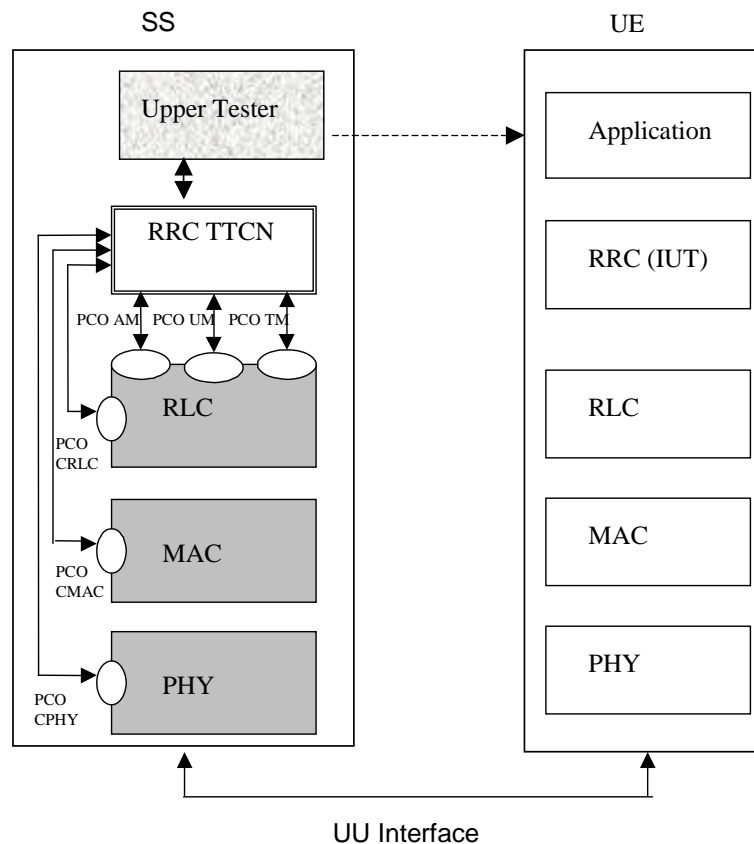 SS
UE
Upper Tester
Application
RRC TTCN
RRC (IUT)
PCO AM
PCO UM
PCO TM
RLC
RLC
PCO
CRLC
MAC
MAC
PCO
CMAC
PHY
PHY
PCO
CPHY
UU Interface